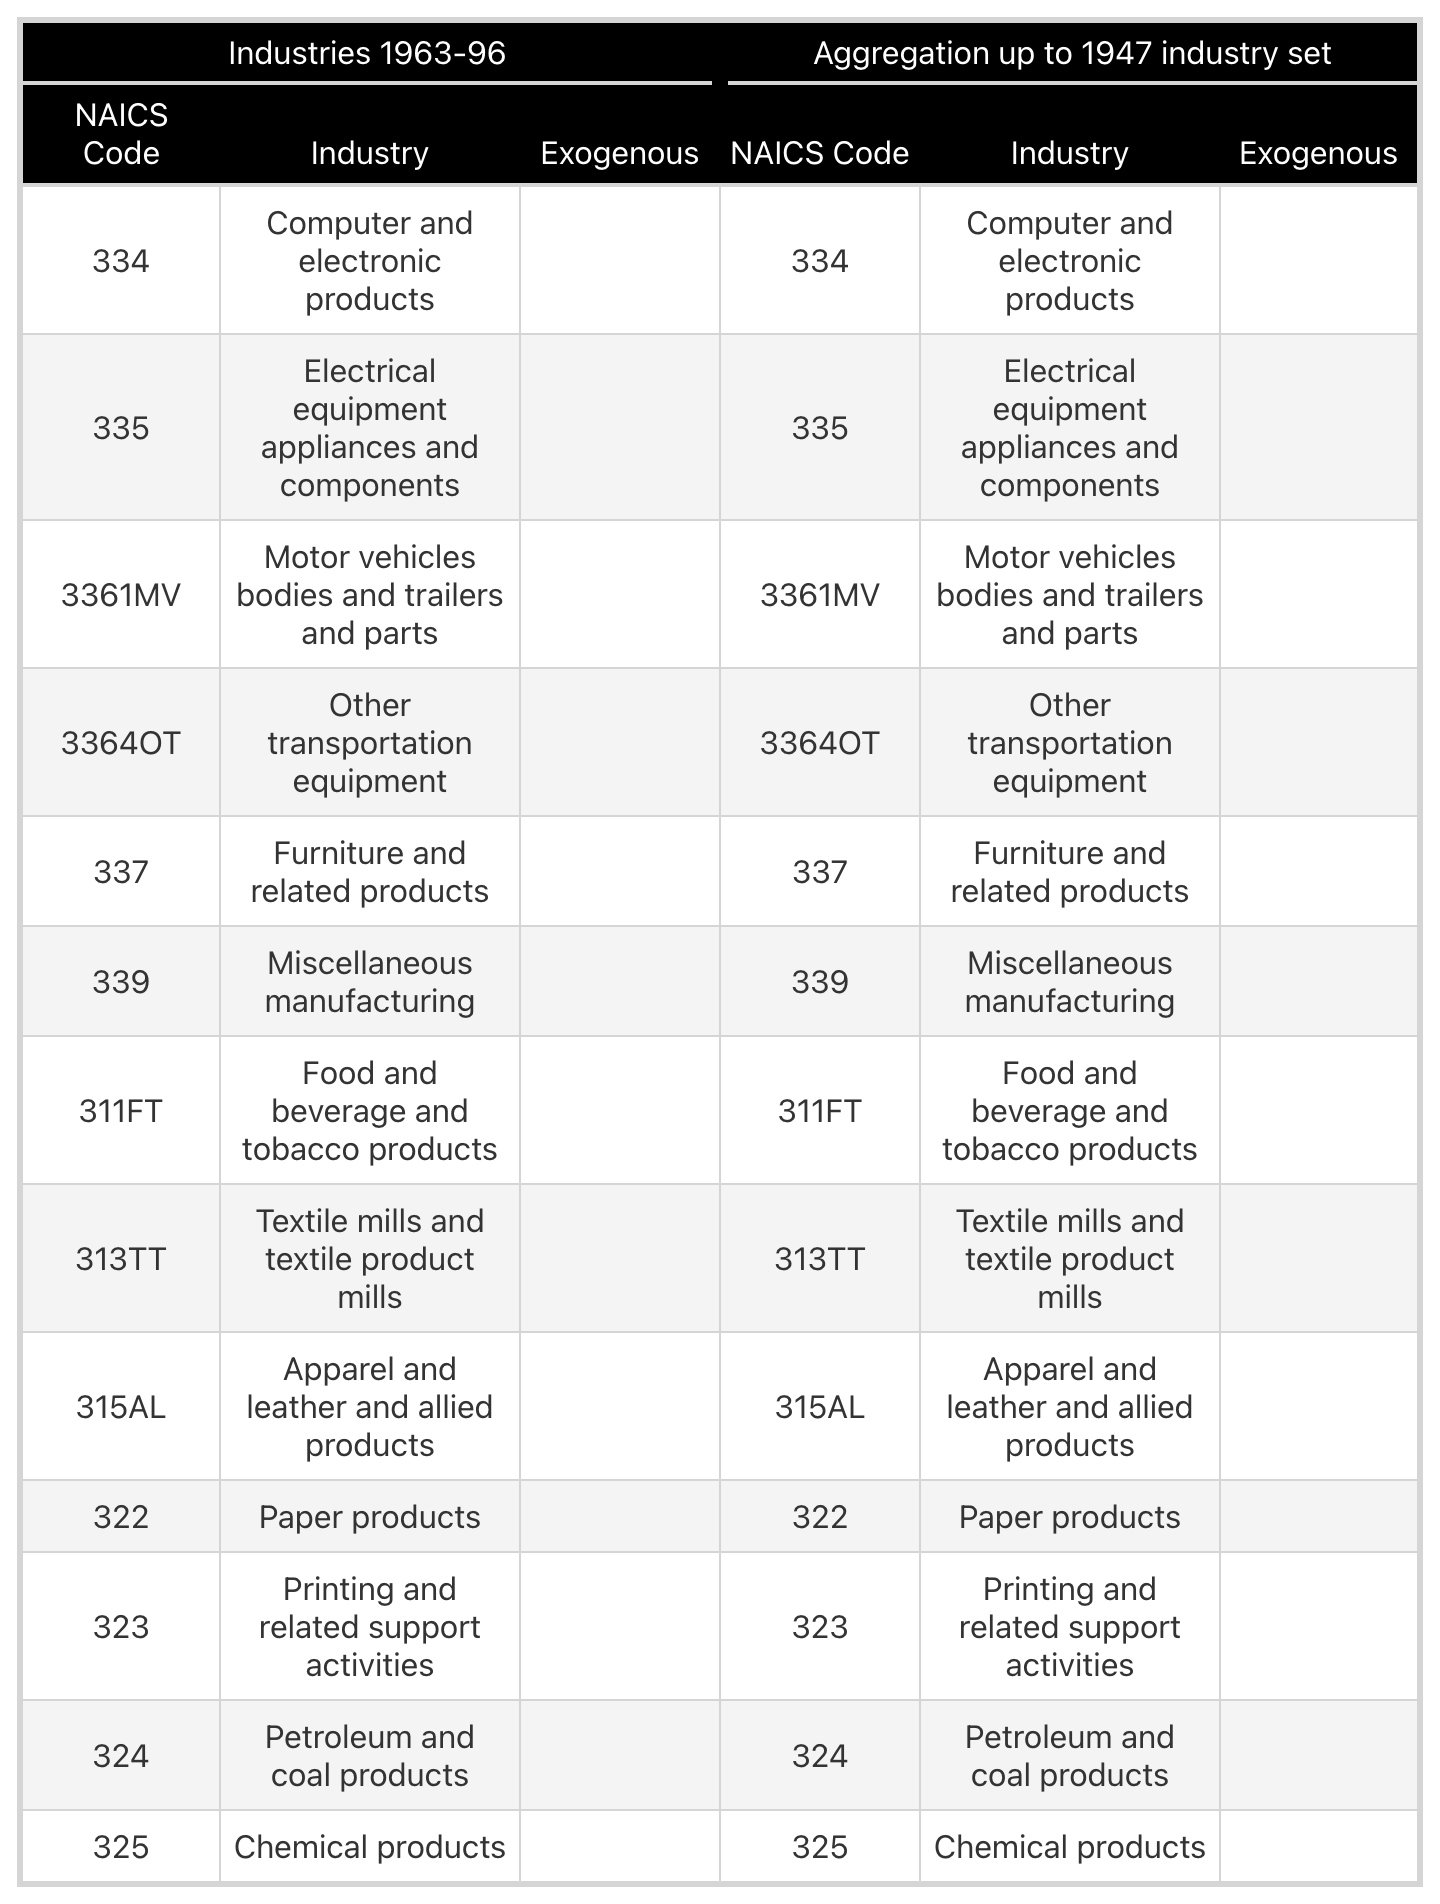 Industries 1963-96 Aggregation up to 1947 industry set
NAICS
Code Industry Exogenous NAICS Code Industry Exogenous
Computer and Computer and
334 electronic 334 electronic
products products
Electrical Electrical
equipment equipment
335 appliances and 335 appliances and
components components
Motor vehicles Motor vehicles
3361MV bodies and trailers 3361MV bodies and trailers
and parts and parts
Other Other
3364OT transportation 3364OT transportation
equipment equipment
337 Furniture and 337 Furniture and
related products related products
339 Miscellaneous 339 Miscellaneous
manufacturing manufacturing
Food and Food and
311FT beverage and 311FT beverage and
tobacco products tobacco products
Textile mills and Textile mills and
313TT textile product 313TT textile product
mills mills
Apparel and Apparel and
315AL leather and allied 315AL leather and allied
products products
322 Paper products 322 Paper products
Printing and Printing and
323 related support 323 related support
activities activities
324 Petroleum and 324 Petroleum and
coal products coal products
325 Chemical products 325 Chemical products